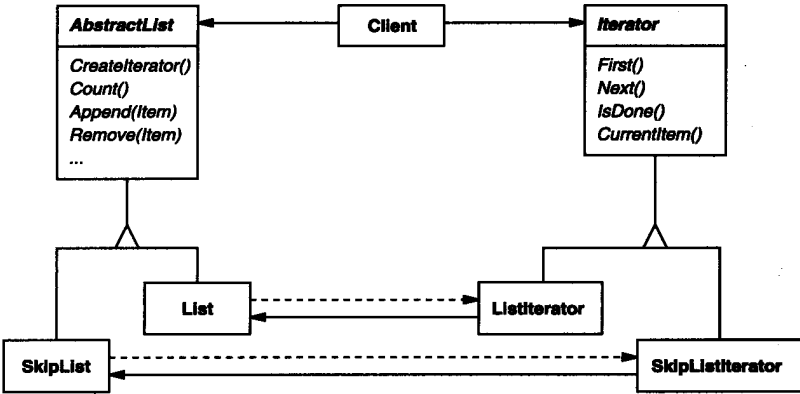 AbstractList
CreateIterator()
Count()
Append(Item)
Remove(Item)
...
Client
Iterator
First()
Next()
IsDone()
CurrentItem()
List
ListIterator
SkipList
SkipListIterator